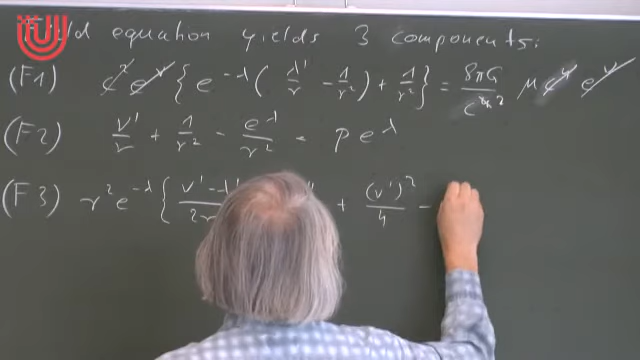 Field equation yields 3 components:
(F1) c² e^ν { e^{-λ} ( λ'/r - 1/r² ) + 1/r² } = 8πG/c² μ c⁴ e^ν
(F2) ν'/r + 1/r² - e^λ/r² = p e^λ
(F3) r² e^{-λ} { ν' - λ' / 2r + (ν')²/4 -